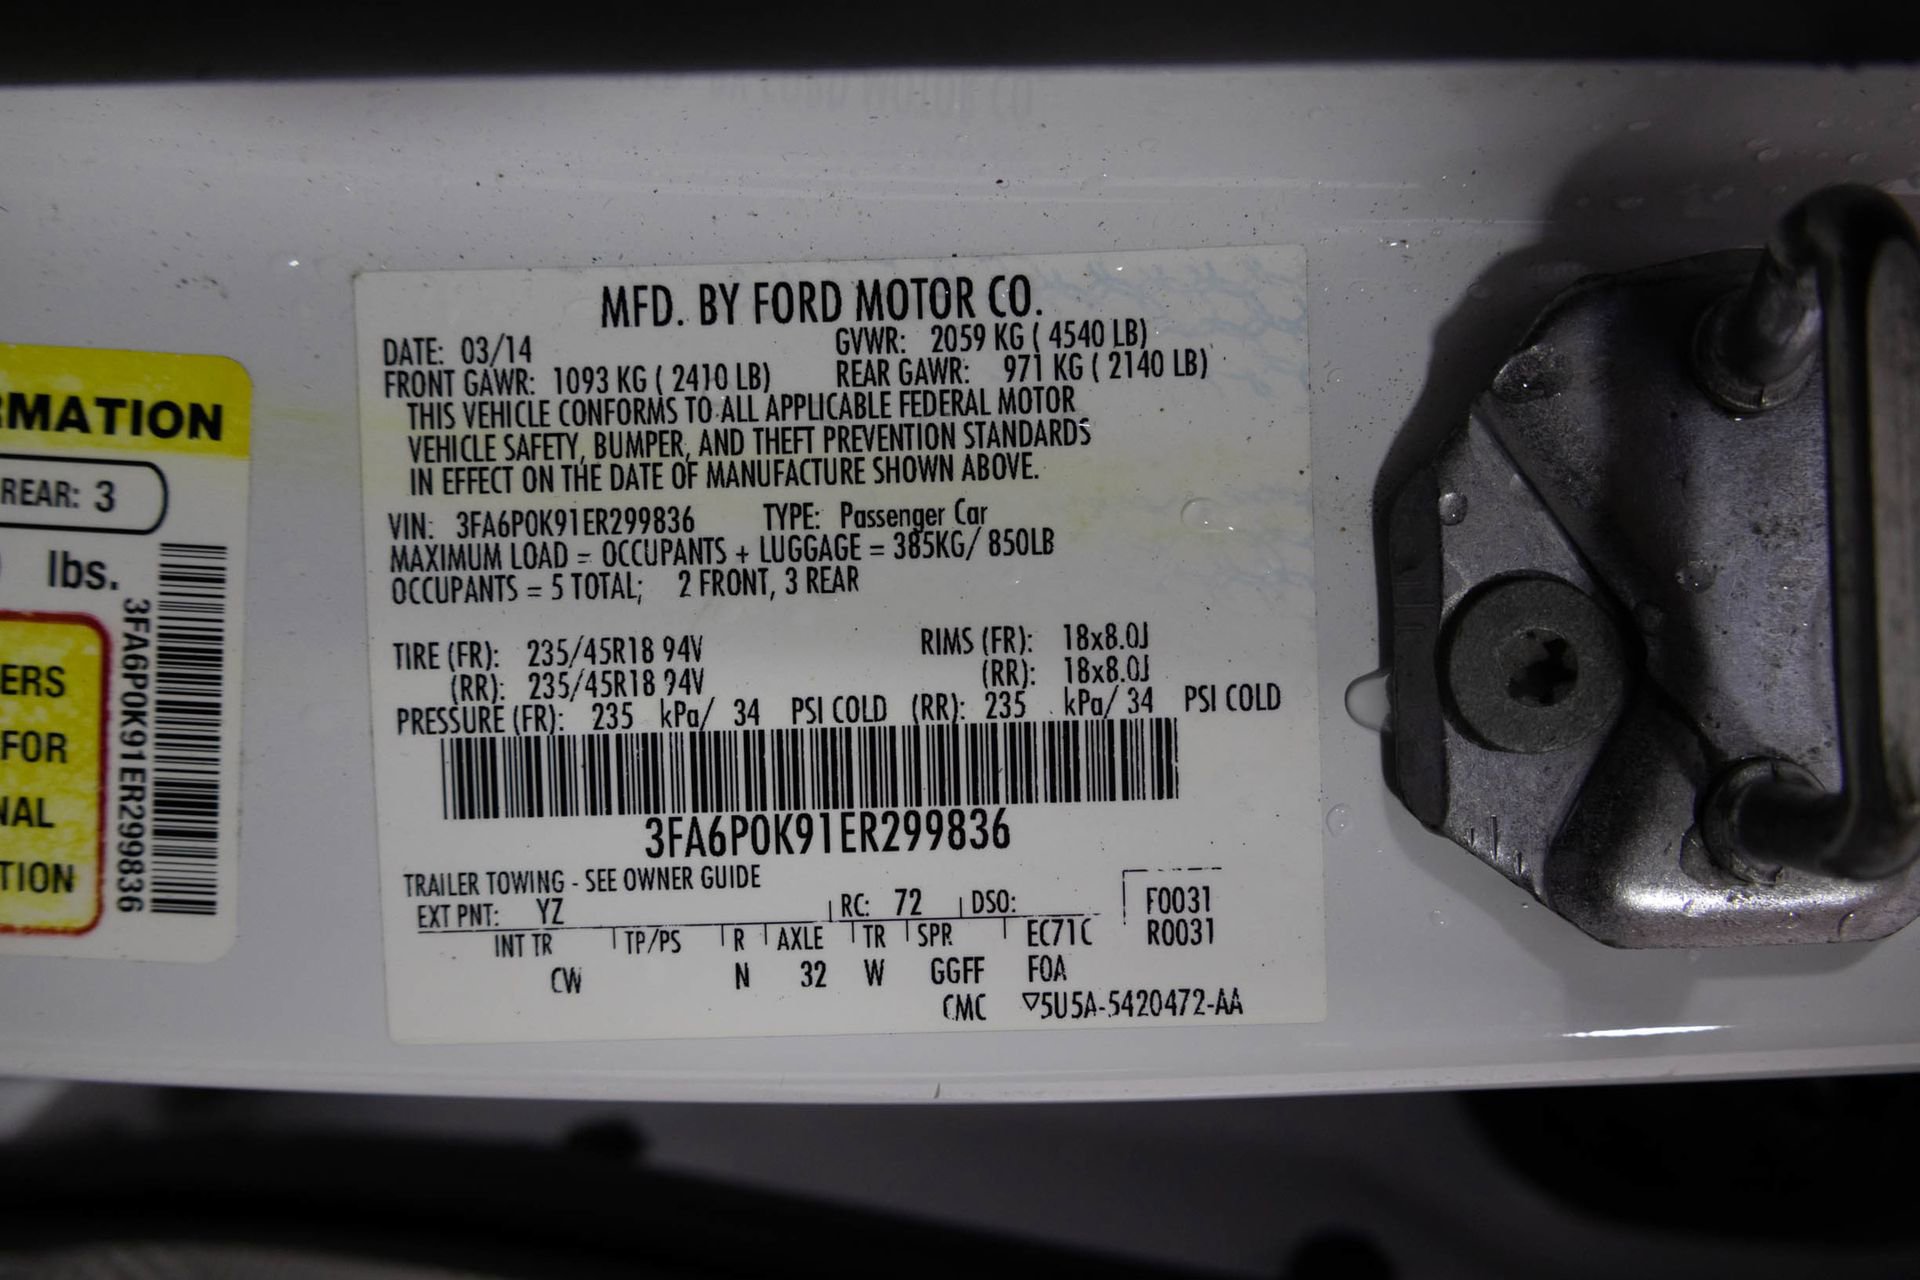 RMATION
REAR: 3
lbs.
3FA6P0K91ER299836
ERS
FOR
NAL
TION
MFD. BY FORD MOTOR CO.
DATE: 03/14 GVWR: 2059 KG ( 4540 LB)
FRONT GAWR: 1093 KG ( 2410 LB) REAR GAWR: 971 KG ( 2140 LB)
THIS VEHICLE CONFORMS TO ALL APPLICABLE FEDERAL MOTOR
VEHICLE SAFETY, BUMPER, AND THEFT PREVENTION STANDARDS
IN EFFECT ON THE DATE OF MANUFACTURE SHOWN ABOVE.
VIN: 3FA6P0K91ER299836 TYPE: Passenger Car
MAXIMUM LOAD = OCCUPANTS + LUGGAGE = 385KG/ 850LB
OCCUPANTS = 5 TOTAL; 2 FRONT, 3 REAR
TIRE (FR): 235/45R18 94V RIMS (FR): 18x8.0J
(RR): 235/45R18 94V (RR): 18x8.0J
PRESSURE (FR): 235 kPa/ 34 PSI COLD (RR): 235 kPa/ 34 PSI COLD
3FA6P0K91ER299836
TRAILER TOWING - SEE OWNER GUIDE
EXT PNT: YZ RC: 72 DSO: F0031
INT TR TP/PS R AXLE TR SPR EC71C R0031
CW N 32 W GGFF FOA
CMC ▽5U5A-5420472-AA